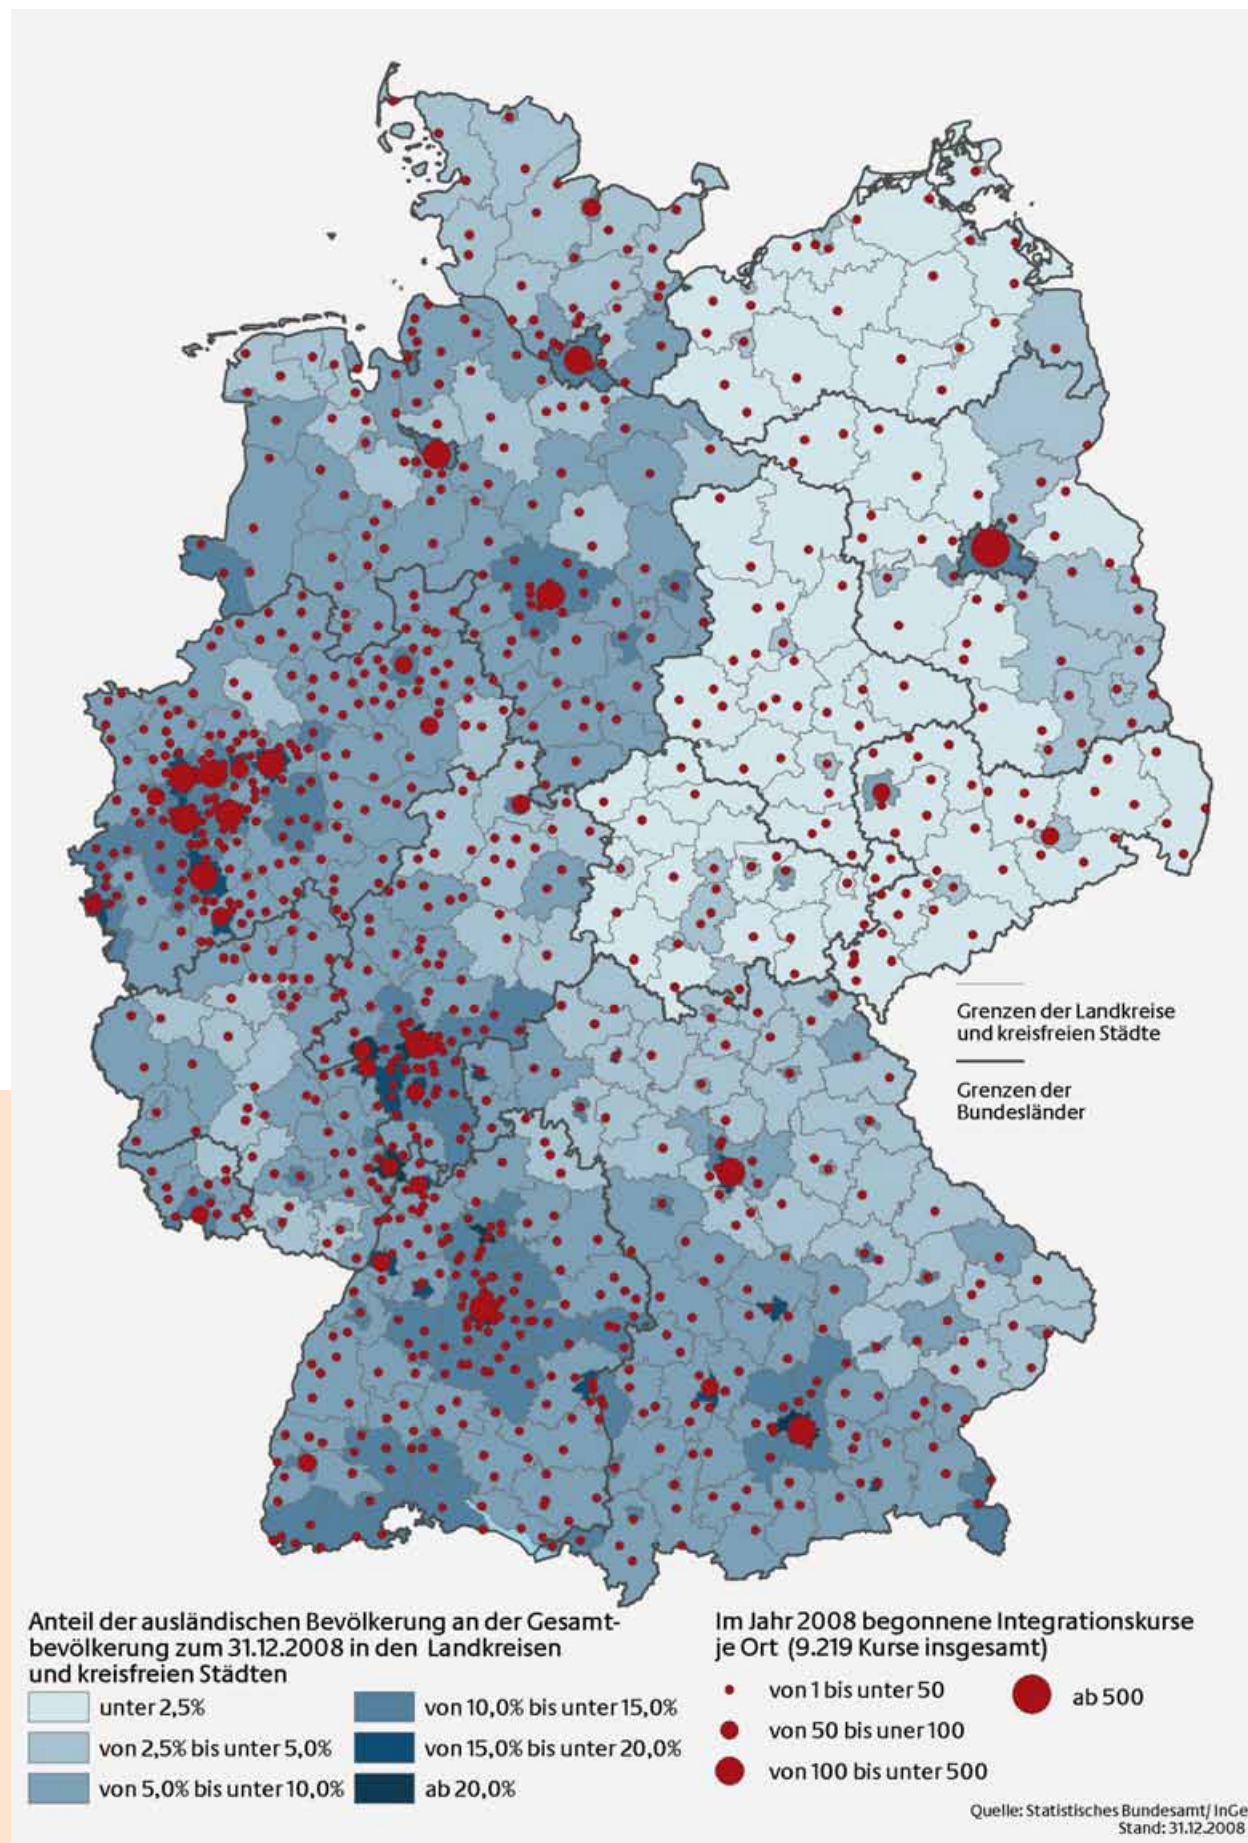 Grenzen der Landkreise
und kreisfreien Städte
Grenzen der
Bundesländer
Anteil der ausländischen Bevölkerung an der Gesamt-
bevölkerung zum 31.12.2008 in den Landkreisen
und kreisfreien Städten
unter 2,5%
von 2,5% bis unter 5,0%
von 5,0% bis unter 10,0%
von 10,0% bis unter 15,0%
von 15,0% bis unter 20,0%
ab 20,0%
Im Jahr 2008 begonnene Integrationskurse
je Ort (9.219 Kurse insgesamt)
von 1 bis unter 50
von 50 bis uner 100
von 100 bis unter 500
ab 500
Quelle: Statistisches Bundesamt/ InGe
Stand: 31.12.2008